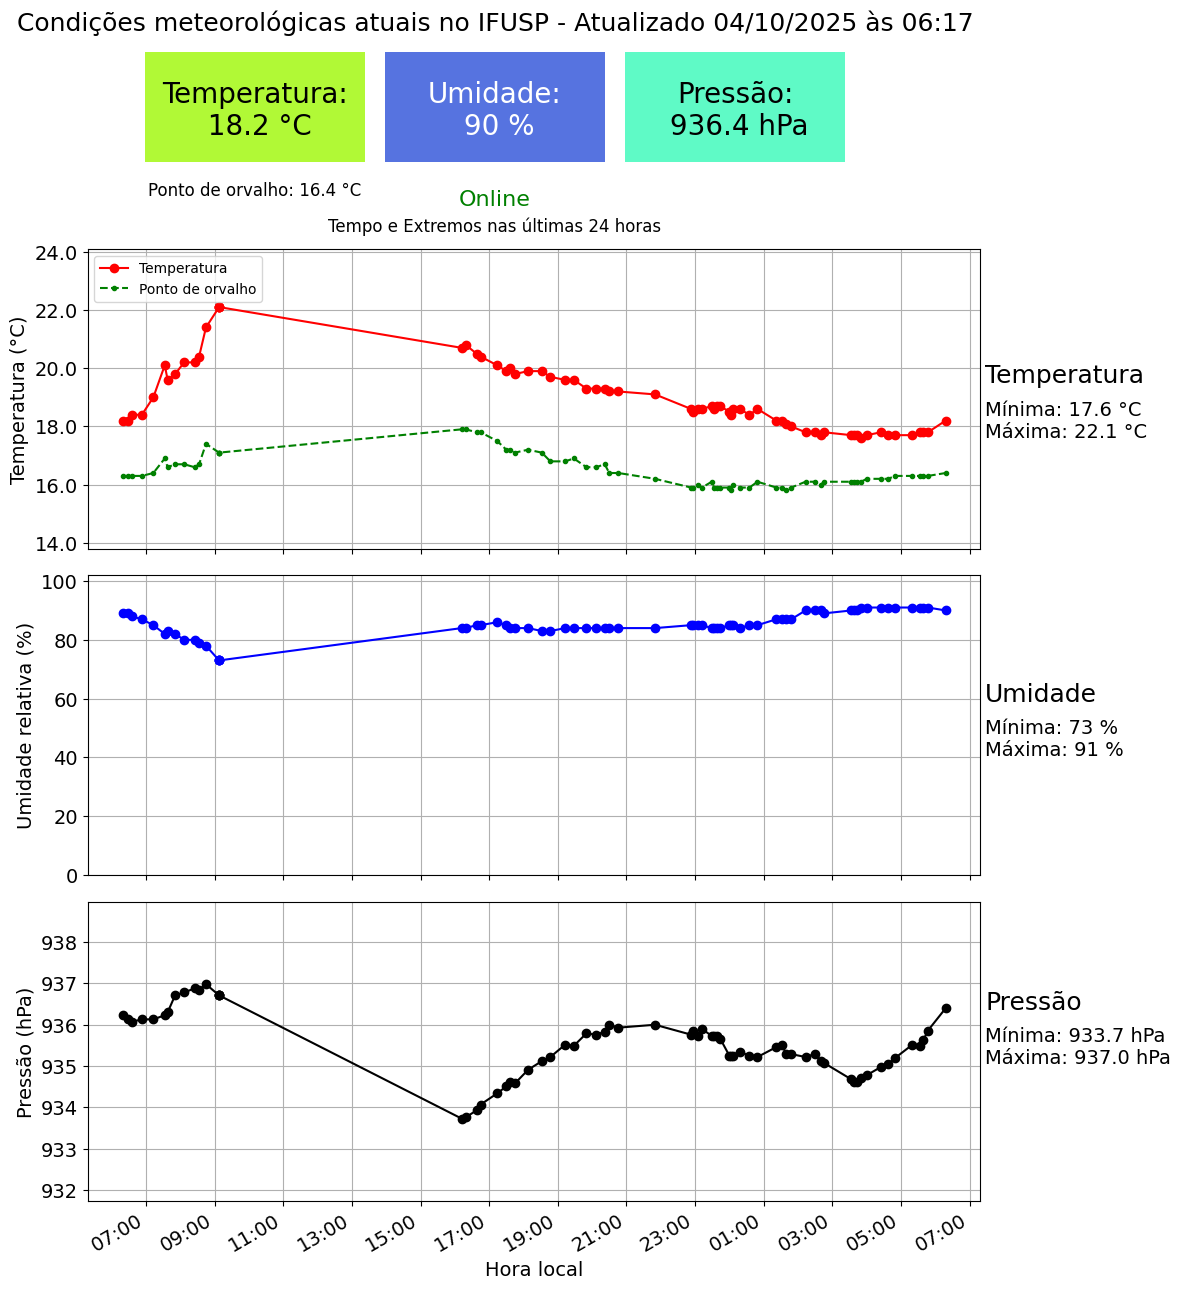 Condições meteorológicas atuais no IFUSP - Atualizado 04/10/2025 às 06:17
Temperatura:
18.2 °C
Umidade:
90 %
Pressão:
936.4 hPa
Ponto de orvalho: 16.4 °C
Online
Tempo e Extremos nas últimas 24 horas
Temperatura (°C)
24.0
22.0
20.0
18.0
16.0
14.0
Temperatura
Ponto de orvalho
Temperatura
Mínima: 17.6 °C
Máxima: 22.1 °C
Umidade relativa (%)
100
80
60
40
20
0
Umidade
Mínima: 73 %
Máxima: 91 %
Pressão (hPa)
938
937
936
935
934
933
932
Pressão
Mínima: 933.7 hPa
Máxima: 937.0 hPa
07:00
09:00
11:00
13:00
15:00
17:00
19:00
21:00
23:00
01:00
03:00
05:00
07:00
Hora local